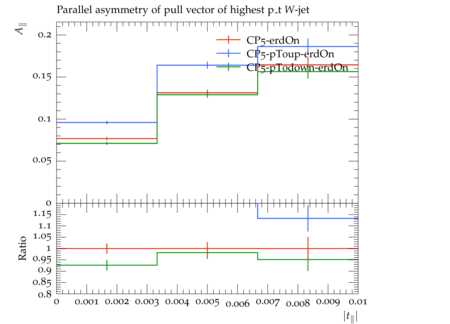 Parallel asymmetry of pull vector of highest p_t W-jet
A∥
0.2
0.15
0.1
0.05
0
CP5-erdOn
CP5-pToup-erdOn
CP5-pTodown-erdOn
Ratio
1.15
1.1
1.05
1
0.95
0.9
0.85
0.8
0 0.001 0.002 0.003 0.004 0.005 0.006 0.007 0.008 0.009 0.01
|t∥|